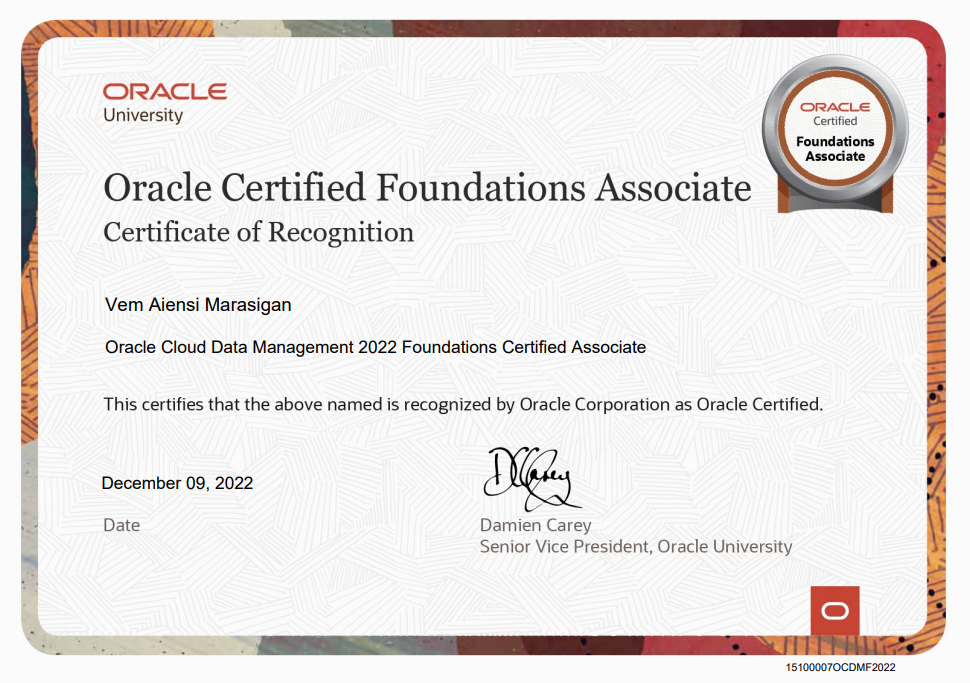 ORACLE
University
ORACLE
Certified
Foundations
Associate
Oracle Certified Foundations Associate
Certificate of Recognition
Vem Aiensi Marasigan
Oracle Cloud Data Management 2022 Foundations Certified Associate
This certifies that the above named is recognized by Oracle Corporation as Oracle Certified.
December 09, 2022
Date
DCarey
Damien Carey
Senior Vice President, Oracle University
15100007OCDMF2022